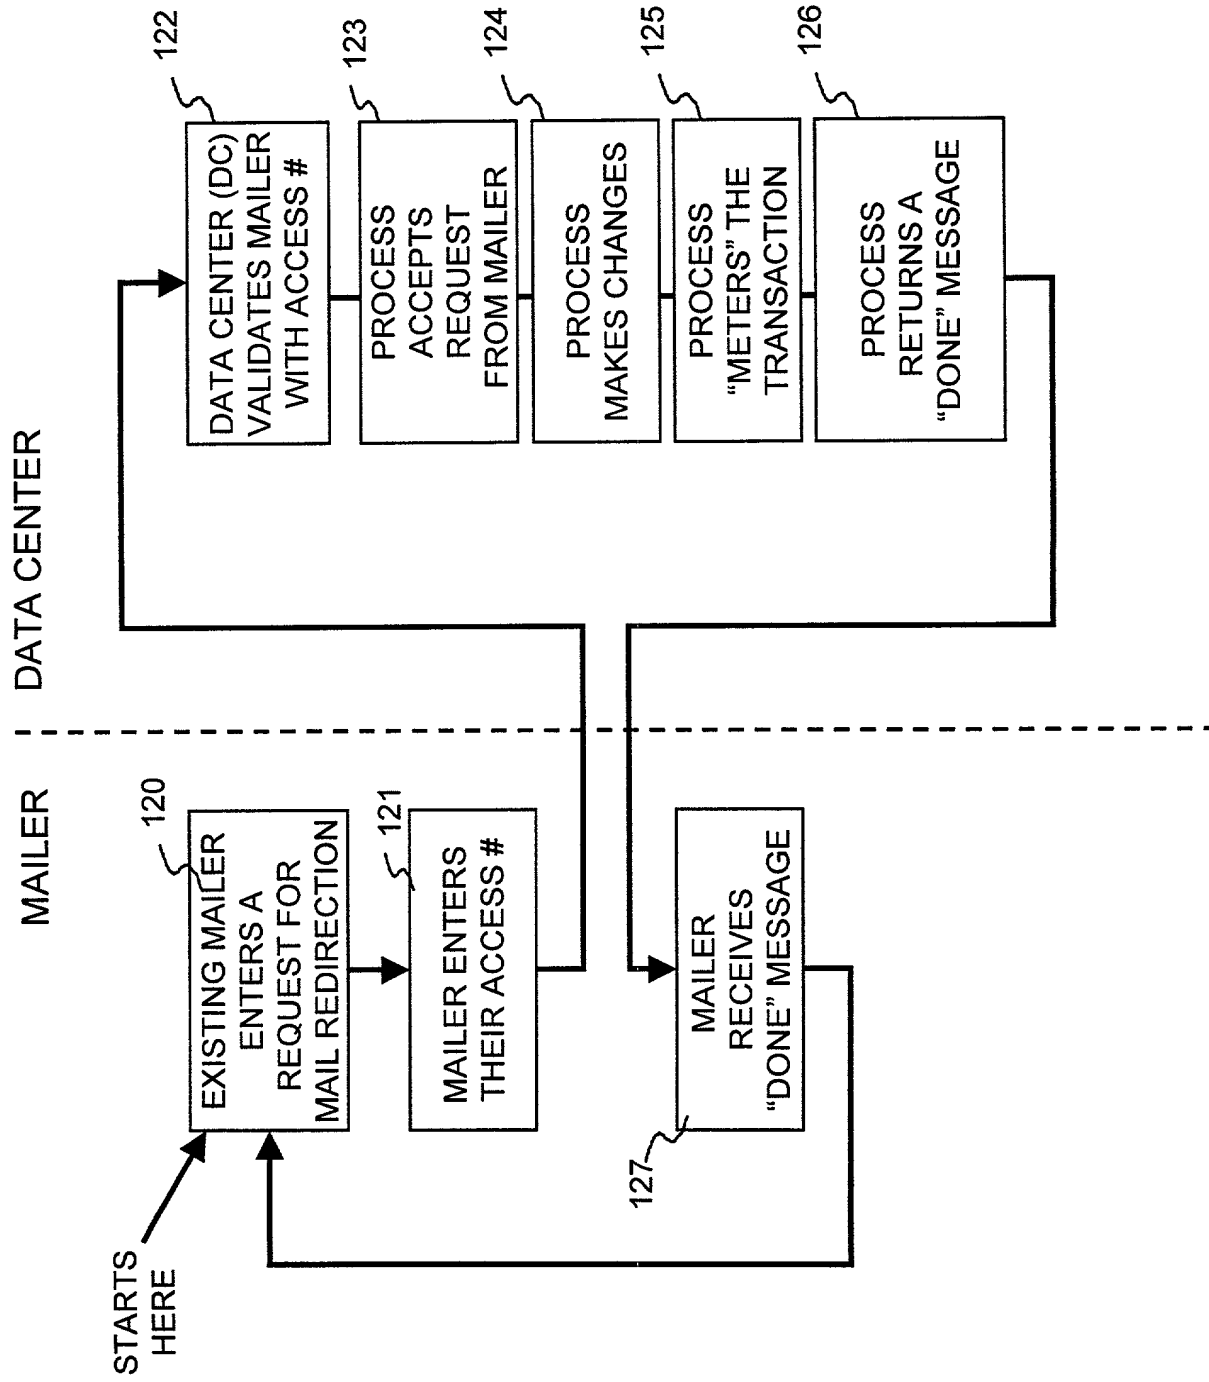 MAILER
DATA CENTER
STARTS
HERE
120
EXISTING MAILER
ENTERS A
REQUEST FOR
MAIL REDIRECTION
121
MAILER ENTERS
THEIR ACCESS #
122
DATA CENTER (DC)
VALIDATES MAILER
WITH ACCESS #
123
PROCESS
ACCEPTS
REQUEST
FROM MAILER
124
PROCESS
MAKES CHANGES
125
PROCESS
“METERS” THE
TRANSACTION
126
PROCESS
RETURNS A
“DONE” MESSAGE
127
MAILER
RECEIVES
“DONE” MESSAGE